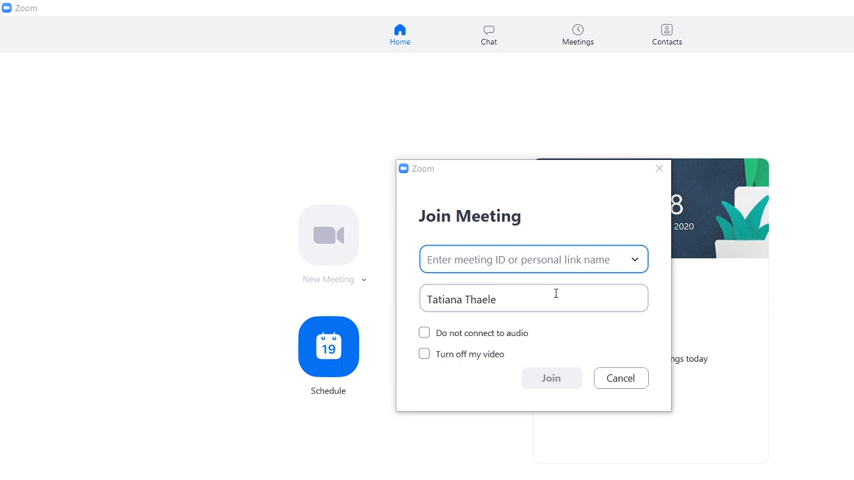 Zoom
Home
Chat
Meetings
Contacts
Zoom
Join Meeting
Enter meeting ID or personal link name
Tatiana Thaele
Do not connect to audio
Turn off my video
Join
Cancel
New Meeting
19
Schedule
8
2020
ngs today